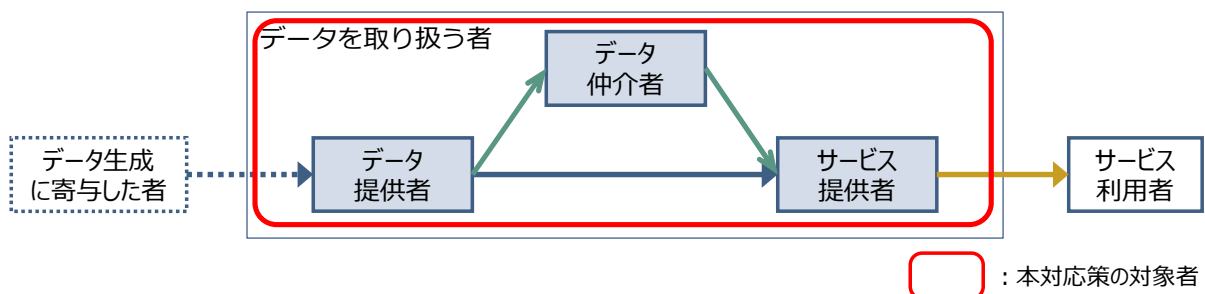 データを取り扱う者
データ
仲介者
データ生成
に寄与した者
データ
提供者
サービス
提供者
サービス
利用者
：本対応策の対象者